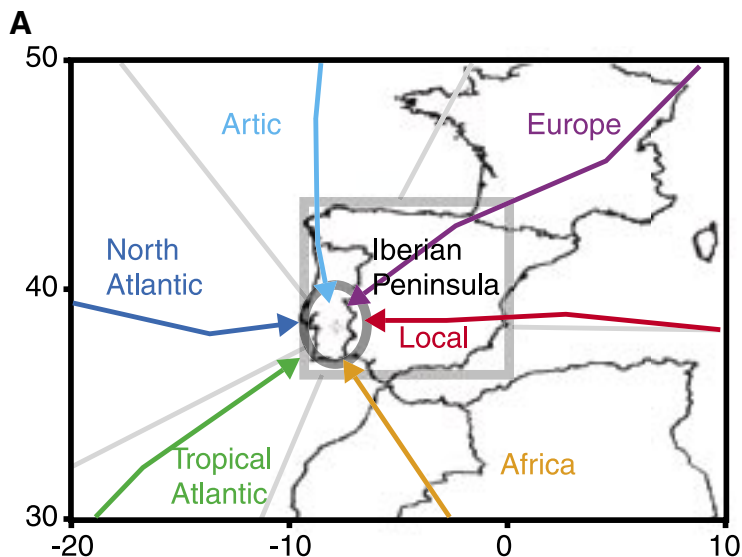 A
50
Artic
Europe
North
Atlantic
Iberian
Peninsula
40
Local
Tropical
Atlantic
Africa
30
-20
-10
0
10